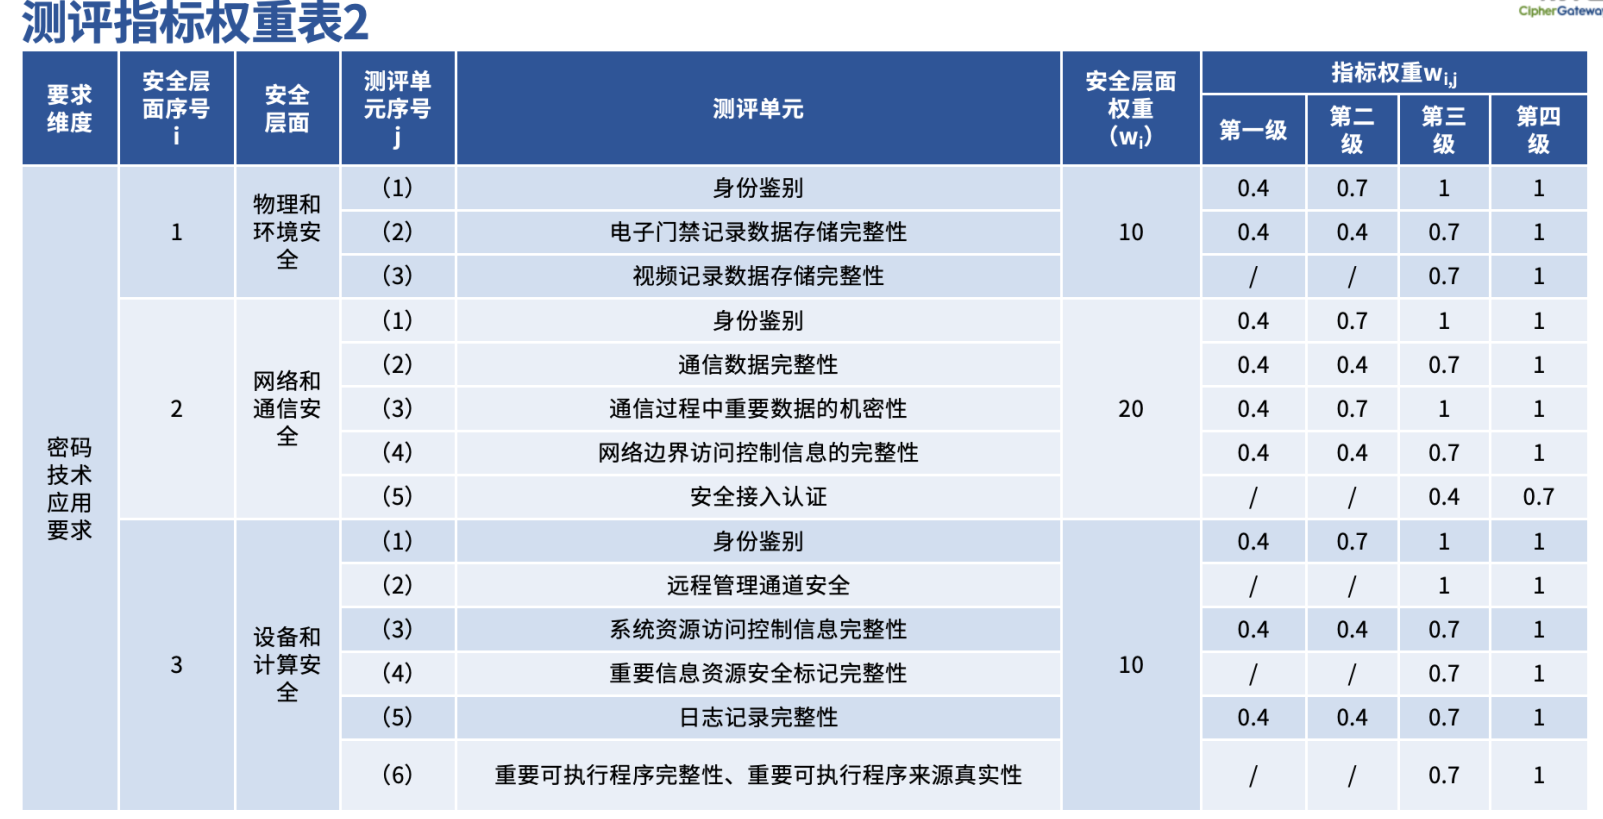 测评指标权重表2
CipherGatewa
要求维度 安全层面序号i 安全层面 测评单元序号j 测评单元 安全层面权重（wi） 指标权重wi,j
第一级 第二级 第三级 第四级
密码技术应用要求
1 物理和环境安全 10
（1） 身份鉴别 0.4 0.7 1 1
（2） 电子门禁记录数据存储完整性 0.4 0.4 0.7 1
（3） 视频记录数据存储完整性 / / 0.7 1
2 网络和通信安全 20
（1） 身份鉴别 0.4 0.7 1 1
（2） 通信数据完整性 0.4 0.4 0.7 1
（3） 通信过程中重要数据的机密性 0.4 0.7 1 1
（4） 网络边界访问控制信息的完整性 0.4 0.4 0.7 1
（5） 安全接入认证 / / 0.4 0.7
3 设备和计算安全 10
（1） 身份鉴别 0.4 0.7 1 1
（2） 远程管理通道安全 / / 1 1
（3） 系统资源访问控制信息完整性 0.4 0.4 0.7 1
（4） 重要信息资源安全标记完整性 / / 0.7 1
（5） 日志记录完整性 0.4 0.4 0.7 1
（6） 重要可执行程序完整性、重要可执行程序来源真实性 / / 0.7 1